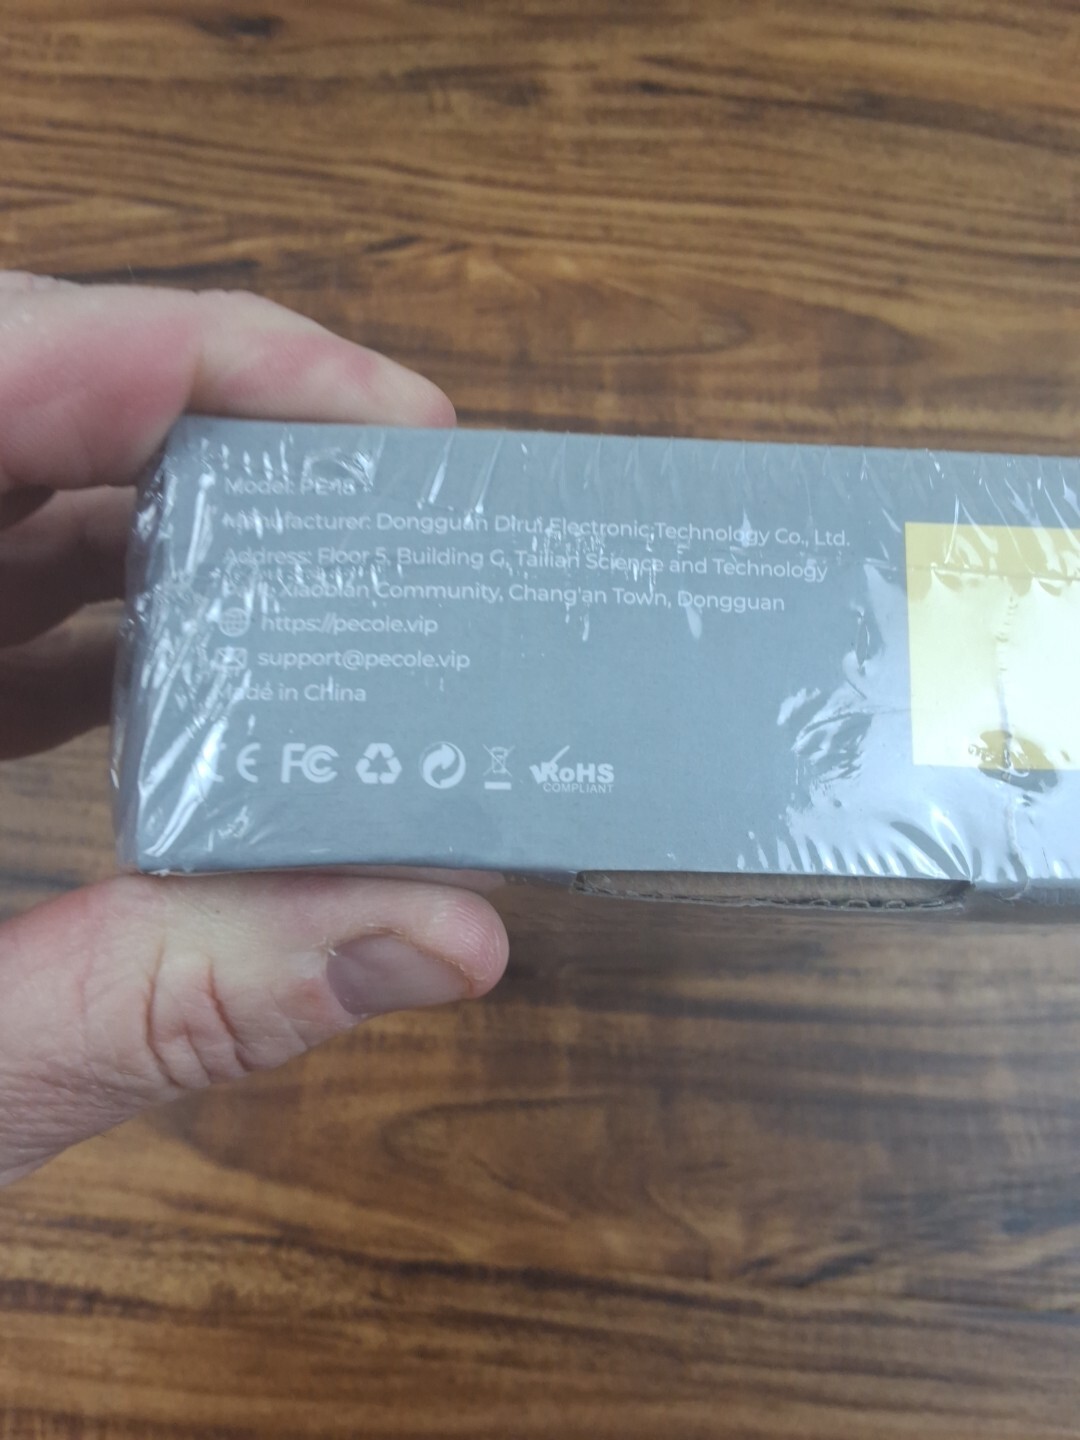 Model: PE-18
Manufacturer: Dongguan Dirui Electronic Technology Co., Ltd.
Address: Floor 5, Building G, Tailian Science and Technology
Xiaobian Community, Chang'an Town, Dongguan
https://pecole.vip
support@pecole.vip
Made in China
CE FC RoHS
COMPLIANT